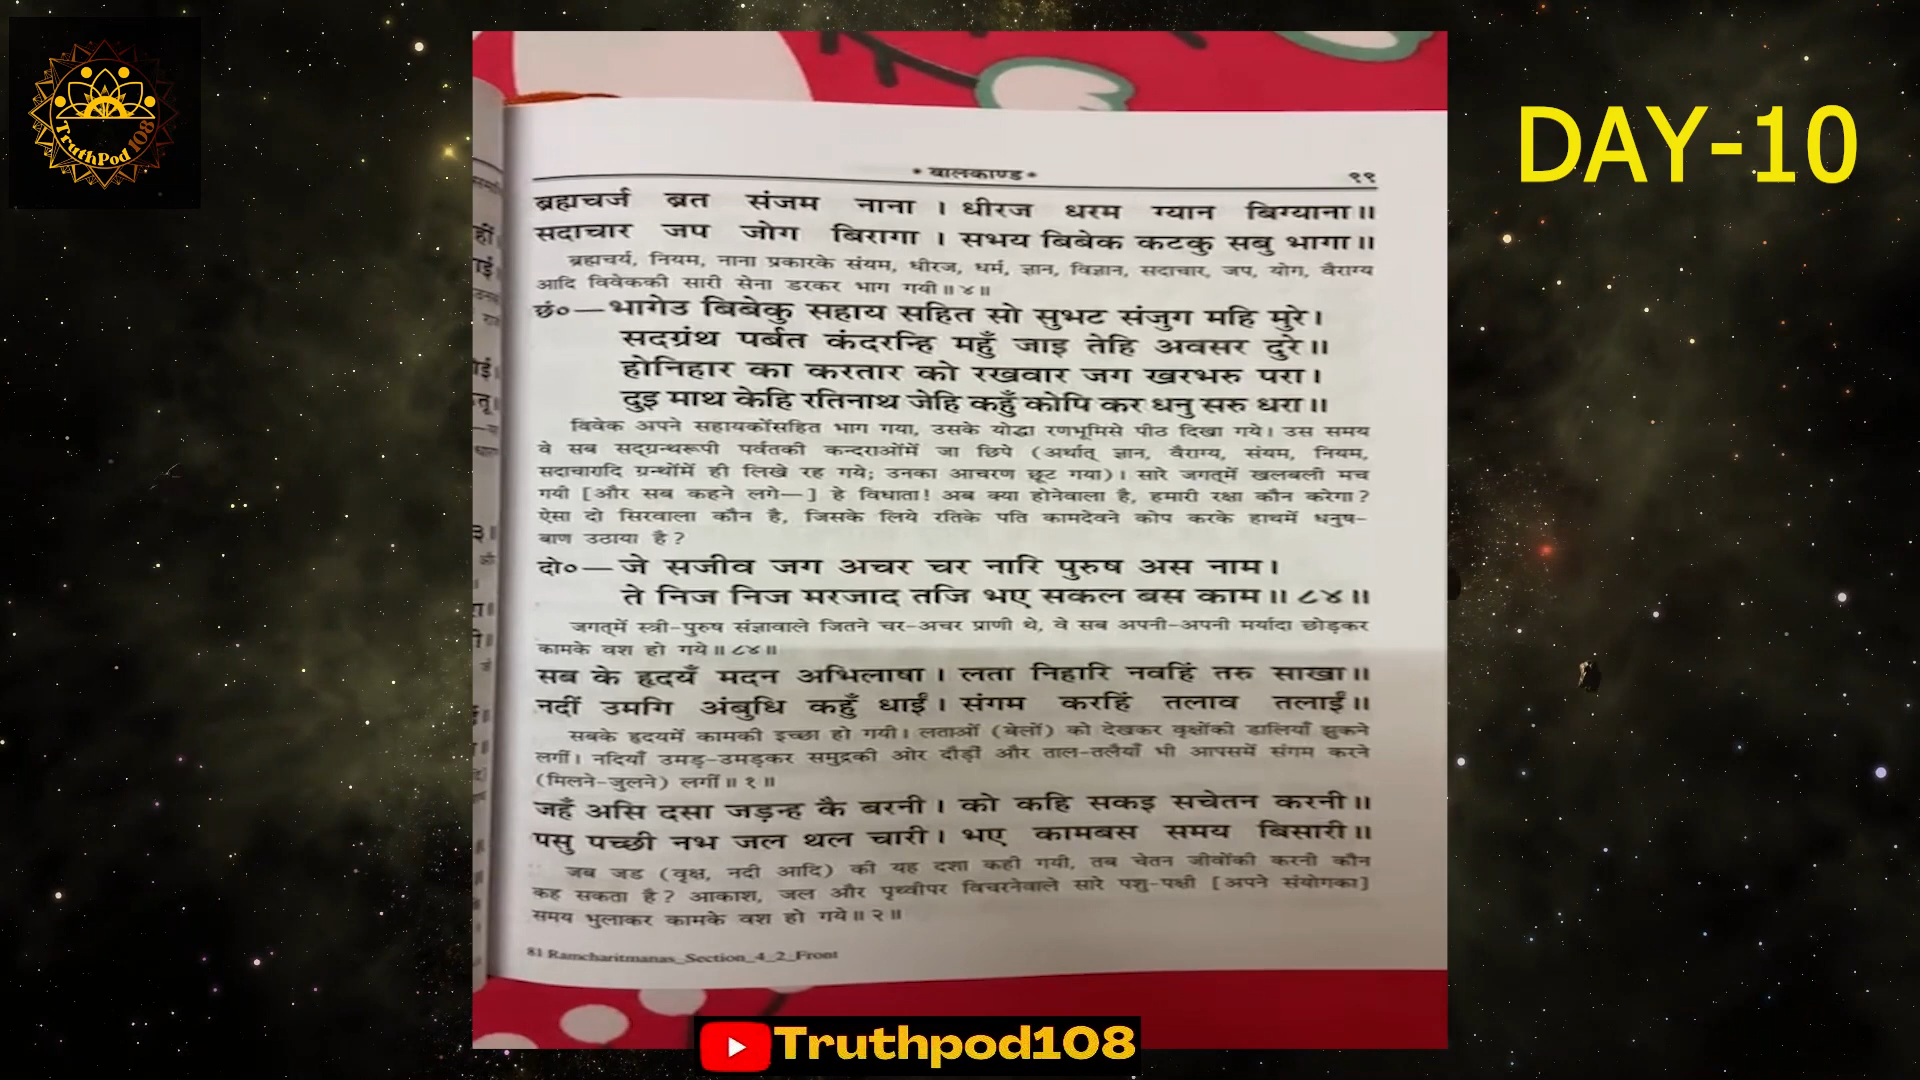 TruthPod 108
DAY-10
* बालकाण्ड *
९९
ब्रह्मचर्ज ब्रत संजम नाना । धीरज धरम ग्यान बिग्याना॥
सदाचार जप जोग बिरागा । सभय बिबेक कटकु सबु भागा॥
ब्रह्मचर्य, नियम, नाना प्रकारके संयम, धीरज, धर्म, ज्ञान, विज्ञान, सदाचार, जप, योग, वैराग्य
आदि विवेककी सारी सेना डरकर भाग गयी॥ ४॥
छं०—भागेउ बिबेकु सहाय सहित सो सुभट संजुग महि मुरे।
सदग्रंथ पर्बत कंदरन्हि महुँ जाइ तेहि अवसर दुरे॥
होनिहार का करतार को रखवार जग खरभरु परा।
दुइ माथ केहि रतिनाथ जेहि कहुँ कोपि कर धनु सरु धरा॥
विवेक अपने सहायकोंसहित भाग गया, उसके योद्धा रणभूमिसे पीठ दिखा गये। उस समय
वे सब सद्ग्रन्थरूपी पर्वतकी कन्दराओंमें जा छिपे (अर्थात् ज्ञान, वैराग्य, संयम, नियम,
सदाचारादि ग्रन्थोंमें ही लिखे रह गये; उनका आचरण छूट गया)। सारे जगत्‌में खलबली मच
गयी [और सब कहने लगे—] हे विधाता! अब क्या होनेवाला है, हमारी रक्षा कौन करेगा?
ऐसा दो सिरवाला कौन है, जिसके लिये रतिके पति कामदेवने कोप करके हाथमें धनुष-
बाण उठाया है?
दो०—जे सजीव जग अचर चर नारि पुरुष अस नाम।
ते निज निज मरजाद तजि भए सकल बस काम॥ ८४॥
जगत्‌में स्त्री-पुरुष संज्ञावाले जितने चर-अचर प्राणी थे, वे सब अपनी-अपनी मर्यादा छोड़कर
कामके वश हो गये॥ ८४॥
सब के हृदयँ मदन अभिलाषा। लता निहारि नवहिं तरु साखा॥
नदीं उमगि अंबुधि कहुँ धाईं। संगम करहिं तलाव तलाईं॥
सबके हृदयमें कामकी इच्छा हो गयी। लताओं (बेलों) को देखकर वृक्षोंकी डालियाँ झुकने
लगीं। नदियाँ उमड़-उमड़कर समुद्रकी ओर दौड़ीं और ताल-तलैयाँ भी आपसमें संगम करने
(मिलने-जुलने) लगीं॥ १॥
जहँ असि दसा जड़न्ह कै बरनी। को कहि सकइ सचेतन करनी॥
पसु पच्छी नभ जल थल चारी। भए कामबस समय बिसारी॥
जब जड (वृक्ष, नदी आदि) की यह दशा कही गयी, तब चेतन जीवोंकी करनी कौन
कह सकता है? आकाश, जल और पृथ्वीपर विचरनेवाले सारे पशु-पक्षी [अपने संयोगका]
समय भुलाकर कामके वश हो गये॥ २॥
81 Ramcharitmanas_Section_4_2_Front
Truthpod108